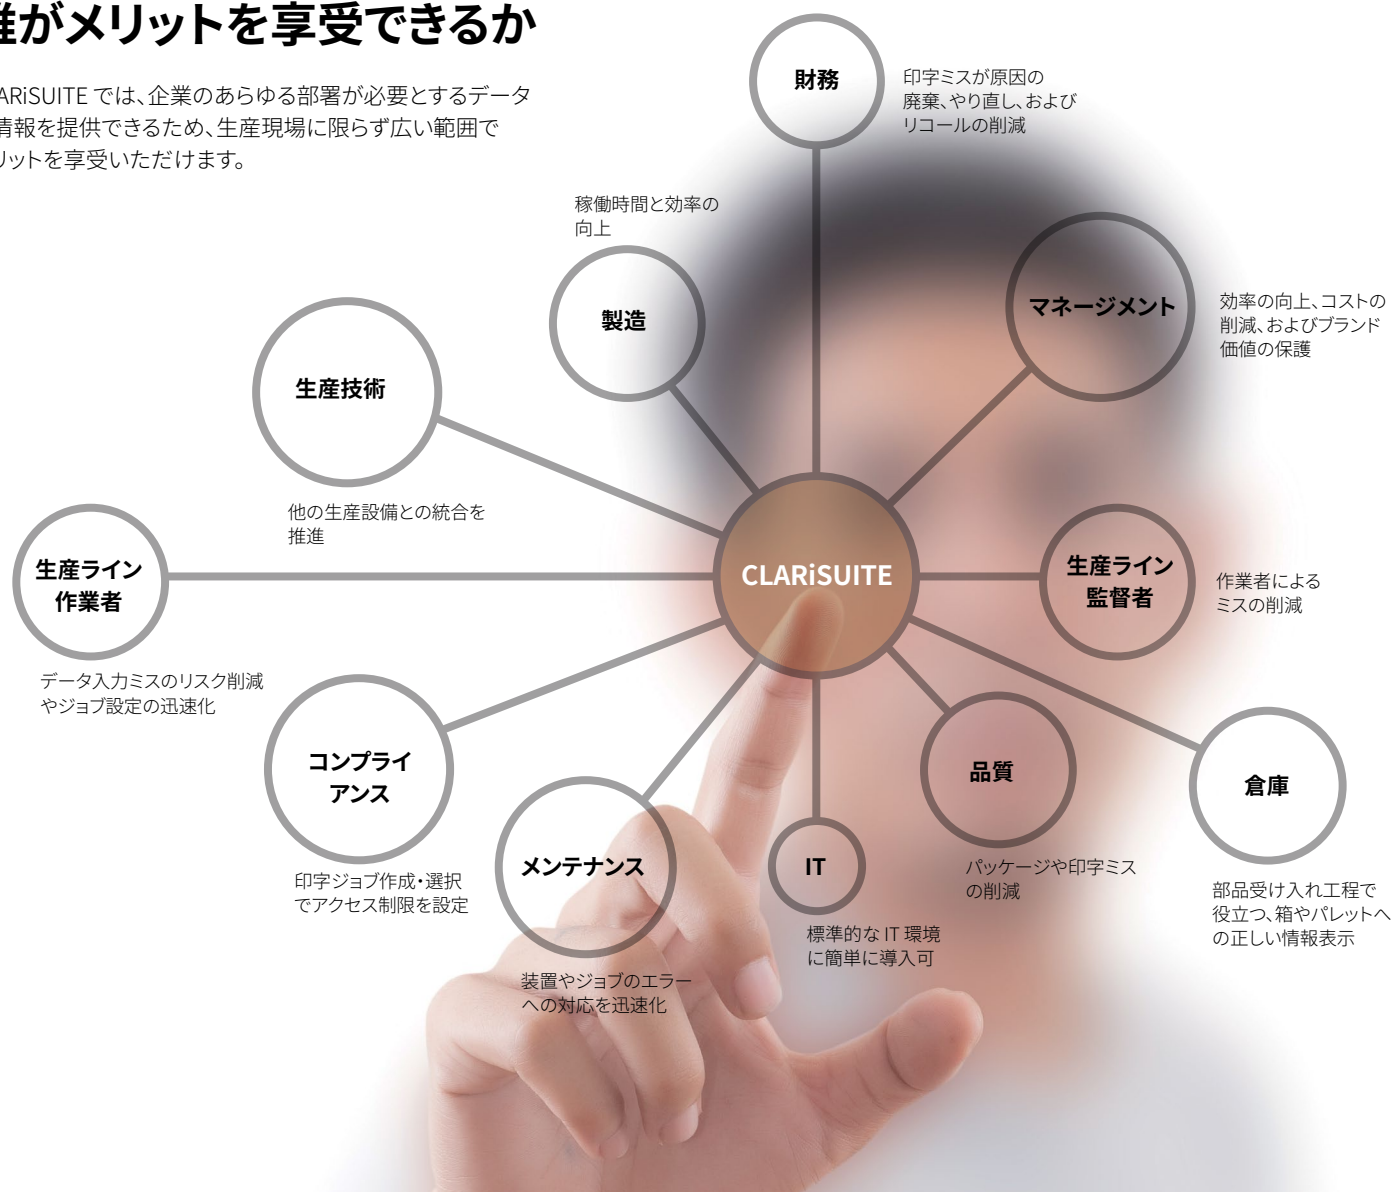 がメリットを享受できるか
ARiSUITE では、企業のあらゆる部署が必要とするデータ
情報を提供できるため、生産現場に限らず広い範囲で
リットを享受いただけます。
財務
印字ミスが原因の
廃棄、やり直し、および
リコールの削減
稼働時間と効率の
向上
製造
マネージメント
効率の向上、コストの
削減、およびブランド
価値の保護
生産技術
他の生産設備との統合を
推進
生産ライン
作業者
データ入力ミスのリスク削減
やジョブ設定の迅速化
CLARiSUITE
生産ライン
監督者
作業者による
ミスの削減
コンプライ
アンス
印字ジョブ作成・選択
でアクセス制限を設定
メンテナンス
装置やジョブのエラー
への対応を迅速化
IT
標準的な IT 環境
に簡単に導入可
品質
パッケージや印字ミス
の削減
倉庫
部品受け入れ工程で
役立つ、箱やパレットへ
の正しい情報表示